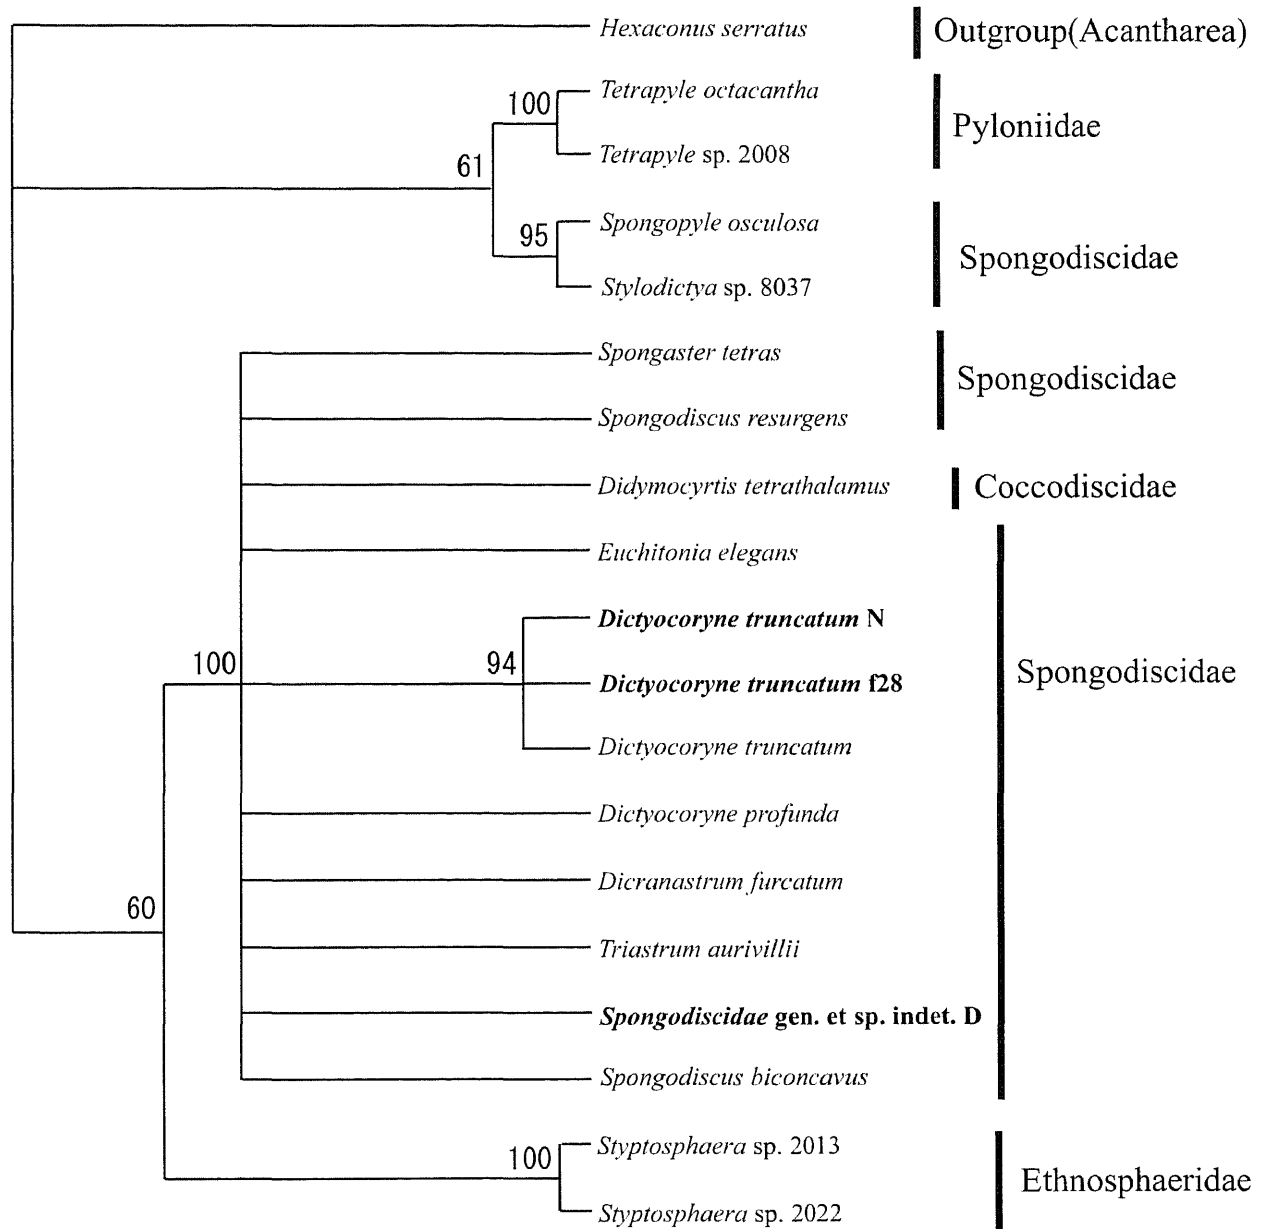 Hexaconus serratus
Outgroup(Acantharea)
Tetrapyle octacantha
100
Pyloniidae
Tetrapyle sp. 2008
61
Spongopyle osculosa
95
Spongodiscidae
Stylodictya sp. 8037
Spongaster tetras
Spongodiscidae
Spongodiscus resurgens
Didymocyrtis tetrathalamus
Coccodiscidae
Euchitonia elegans
Dictyocoryne truncatum N
100
94
Spongodiscidae
Dictyocoryne truncatum f28
Dictyocoryne truncatum
Dictyocoryne profunda
Dicranastrum furcatum
60
Triastrum aurivillii
Spongodiscidae gen. et sp. indet. D
Spongodiscus biconcavus
Styptosphaera sp. 2013
100
Ethnosphaeridae
Styptosphaera sp. 2022